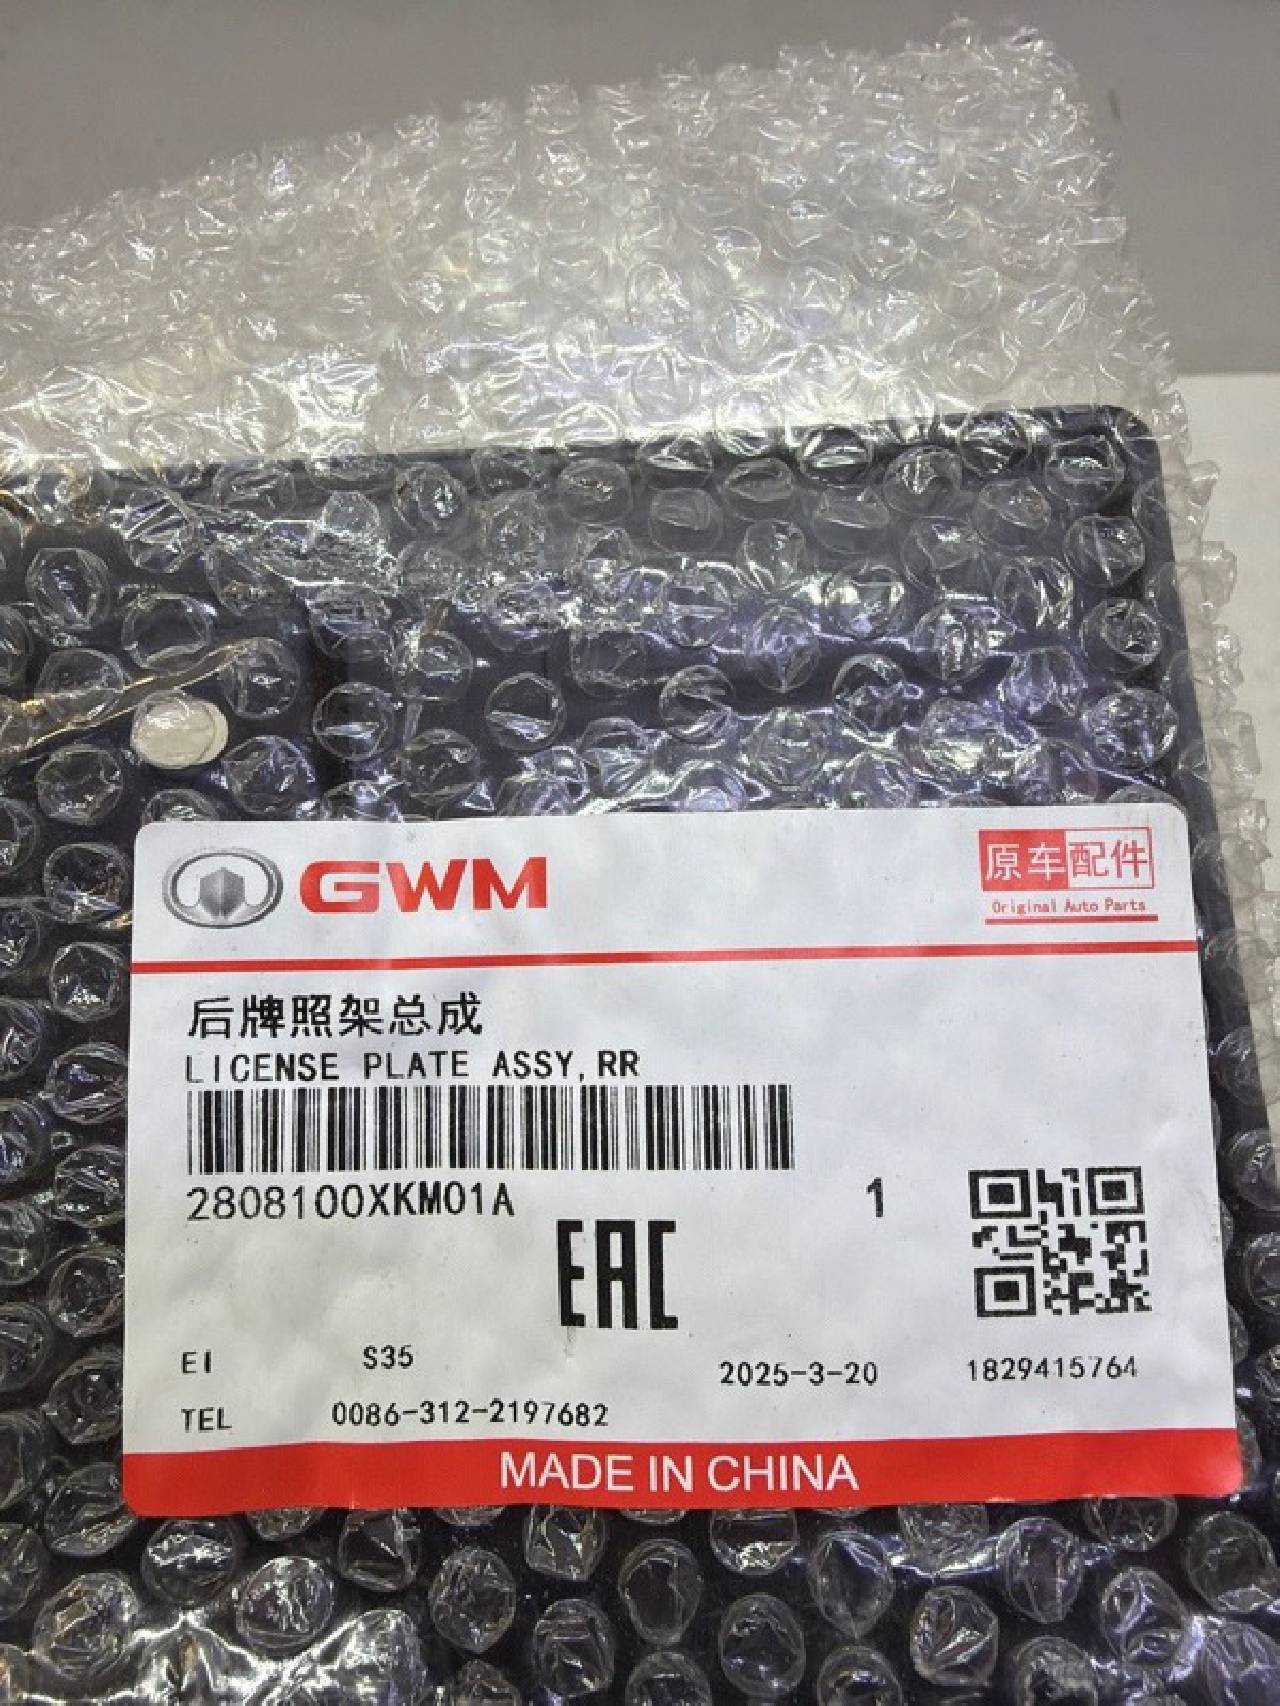 GWM
原车配件
Original Auto Parts
后牌照架总成
LICENSE PLATE ASSY,RR
2808100XKM01A
1
EAC
EI S35 2025-3-20 1829415764
TEL 0086-312-2197682
MADE IN CHINA